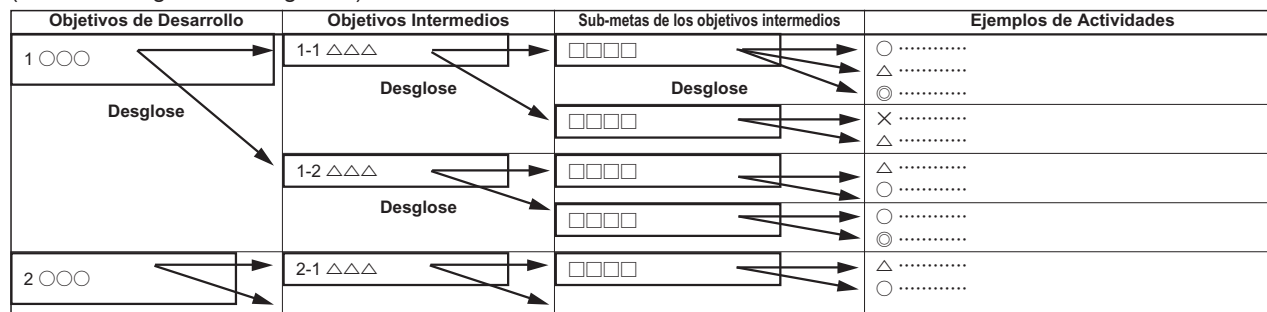 Objetivos de Desarrollo Objetivos Intermedios Sub-metas de los objetivos intermedios Ejemplos de Actividades
1 ○○○ 1-1 △△△ □□□□ ○ …………
△ …………
Desglose Desglose ◎ …………
Desglose
□□□□ × …………
△ …………
1-2 △△△ □□□□ △ …………
○ …………
Desglose
□□□□ ○ …………
◎ …………
2 ○○○ 2-1 △△△ □□□□ △ …………
○ …………